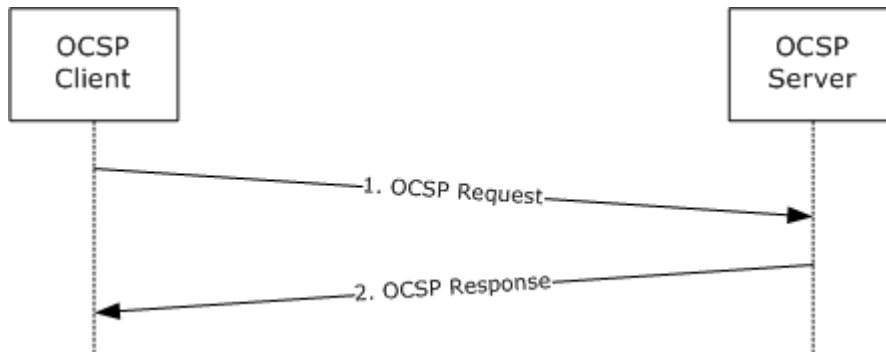 OCSP
Client
OCSP
Server
1. OCSP Request
2. OCSP Response